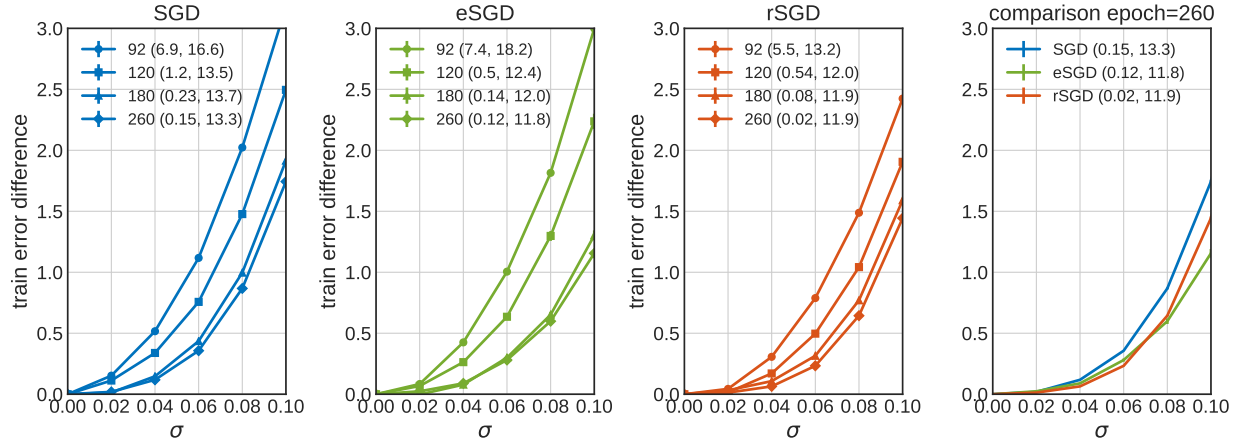 SGD
train error difference
3.0
2.0
1.5
1.0
0.5
0.0
92 (6.9, 16.6)
120 (1.2, 13.5)
180 (0.23, 13.7)
260 (0.15, 13.3)
0.00 0.02 0.04 0.06 0.08 0.10
σ
eSGD
train error difference
3.0
2.0
1.5
1.0
0.5
0.0
92 (7.4, 18.2)
120 (0.5, 12.4)
180 (0.14, 12.0)
260 (0.12, 11.8)
0.00 0.02 0.04 0.06 0.08 0.10
σ
rSGD
train error difference
3.0
2.0
1.5
1.0
0.5
0.0
92 (5.5, 13.2)
120 (0.54, 12.0)
180 (0.08, 11.9)
260 (0.02, 11.9)
0.00 0.02 0.04 0.06 0.08 0.10
σ
comparison epoch=260
3.0
2.0
1.5
1.0
0.5
0.0
SGD (0.15, 13.3)
eSGD (0.12, 11.8)
rSGD (0.02, 11.9)
0.00 0.02 0.04 0.06 0.08 0.10
σ